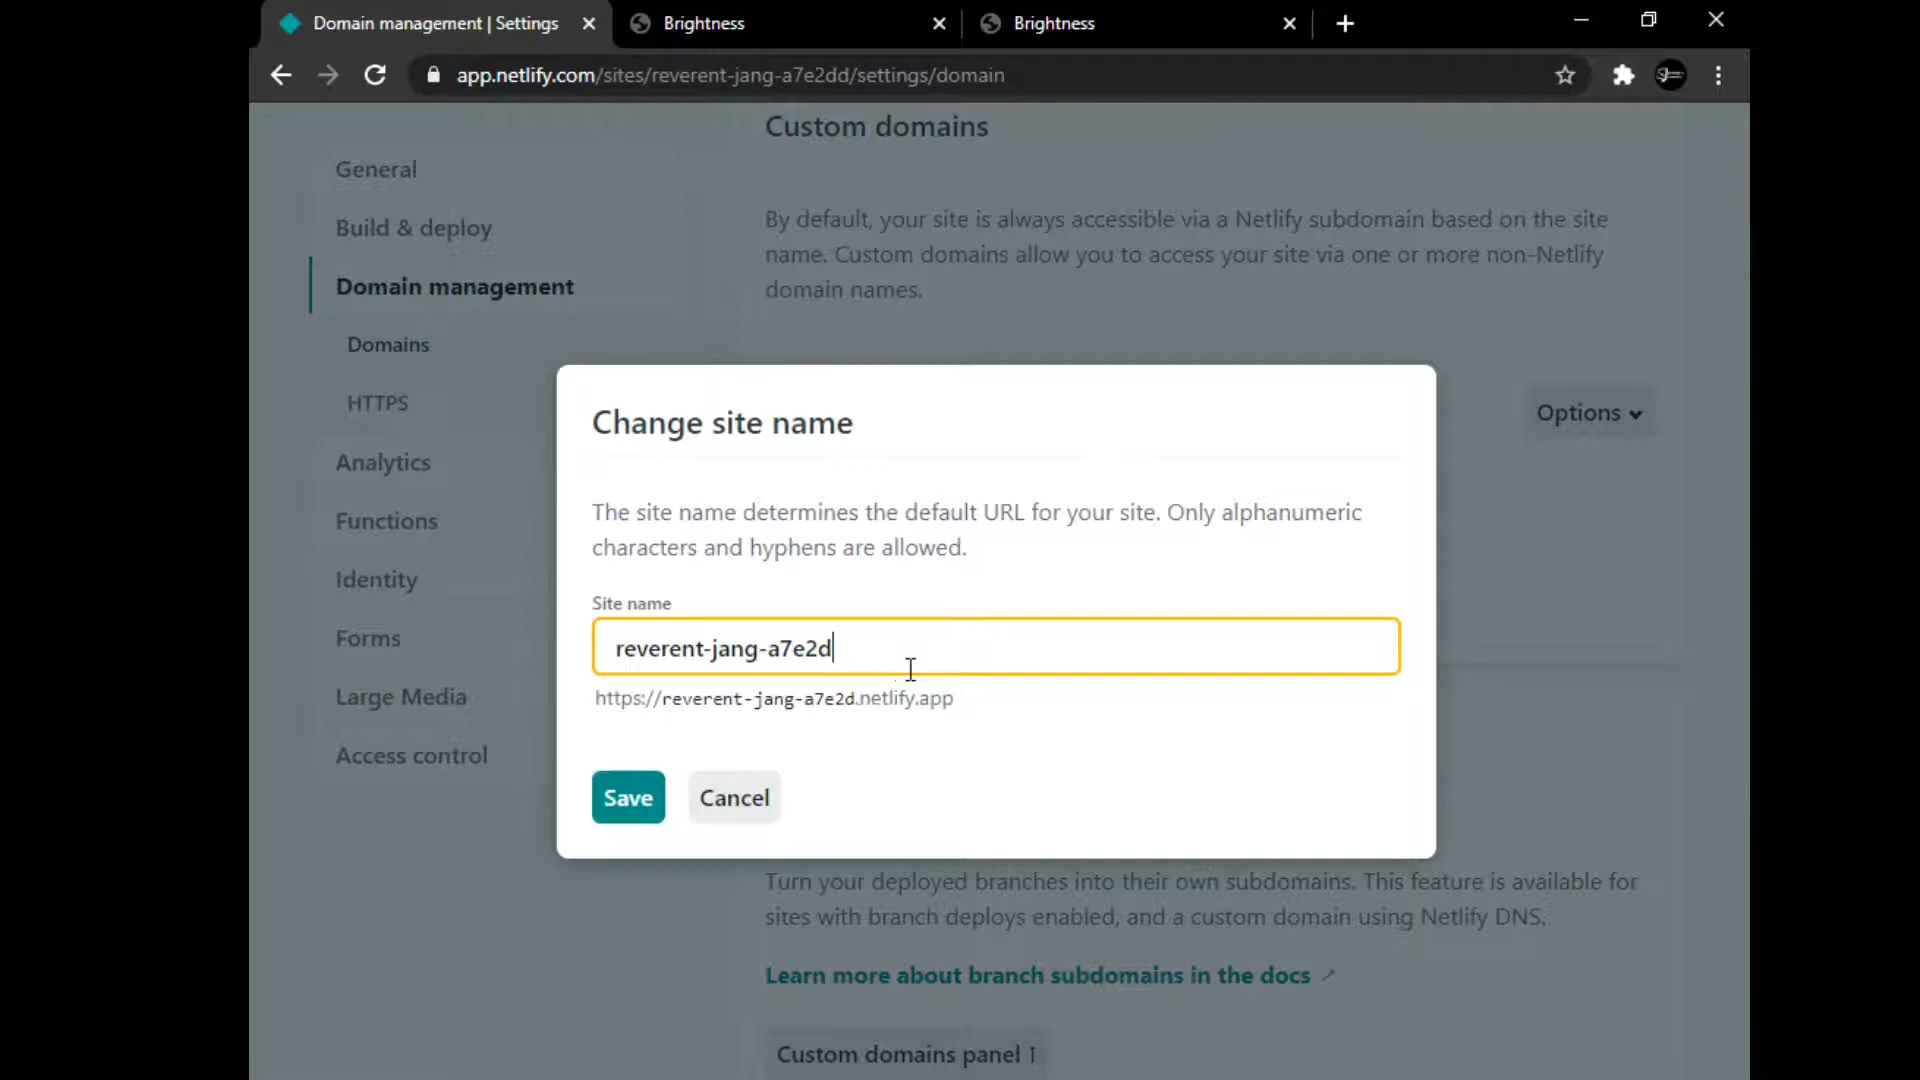 Domain management | Settings
Brightness
Brightness
app.netlify.com/sites/reverent-jang-a7e2dd/settings/domain
Custom domains
General
Build & deploy
Domain management
Domains
HTTPS
Analytics
Functions
Identity
Forms
Large Media
Access control
By default, your site is always accessible via a Netlify subdomain based on the site
name. Custom domains allow you to access your site via one or more non-Netlify
domain names.
Options
Change site name
The site name determines the default URL for your site. Only alphanumeric
characters and hyphens are allowed.
Site name
reverent-jang-a7e2d
https://reverent-jang-a7e2d.netlify.app
Save
Cancel
Turn your deployed branches into their own subdomains. This feature is available for
sites with branch deploys enabled, and a custom domain using Netlify DNS.
Learn more about branch subdomains in the docs
Custom domains panel